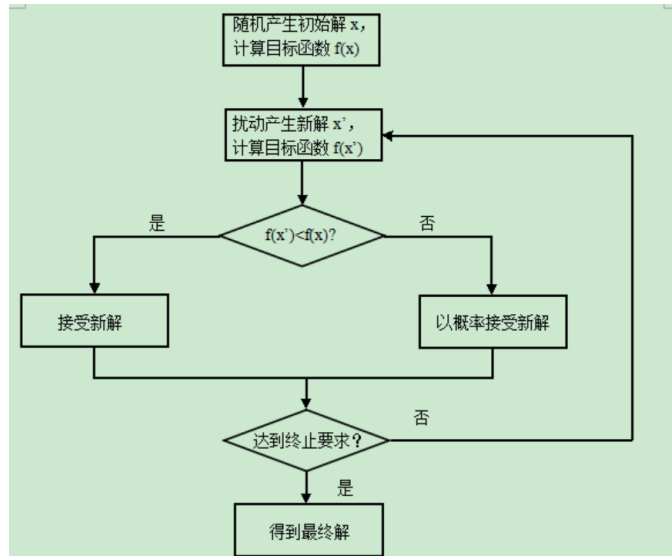 随机产生初始解 x，
计算目标函数 f(x)
扰动产生新解 x’，
计算目标函数 f(x’)
是
f(x’)<f(x)?
否
接受新解
以概率接受新解
达到终止要求？
否
是
得到最终解